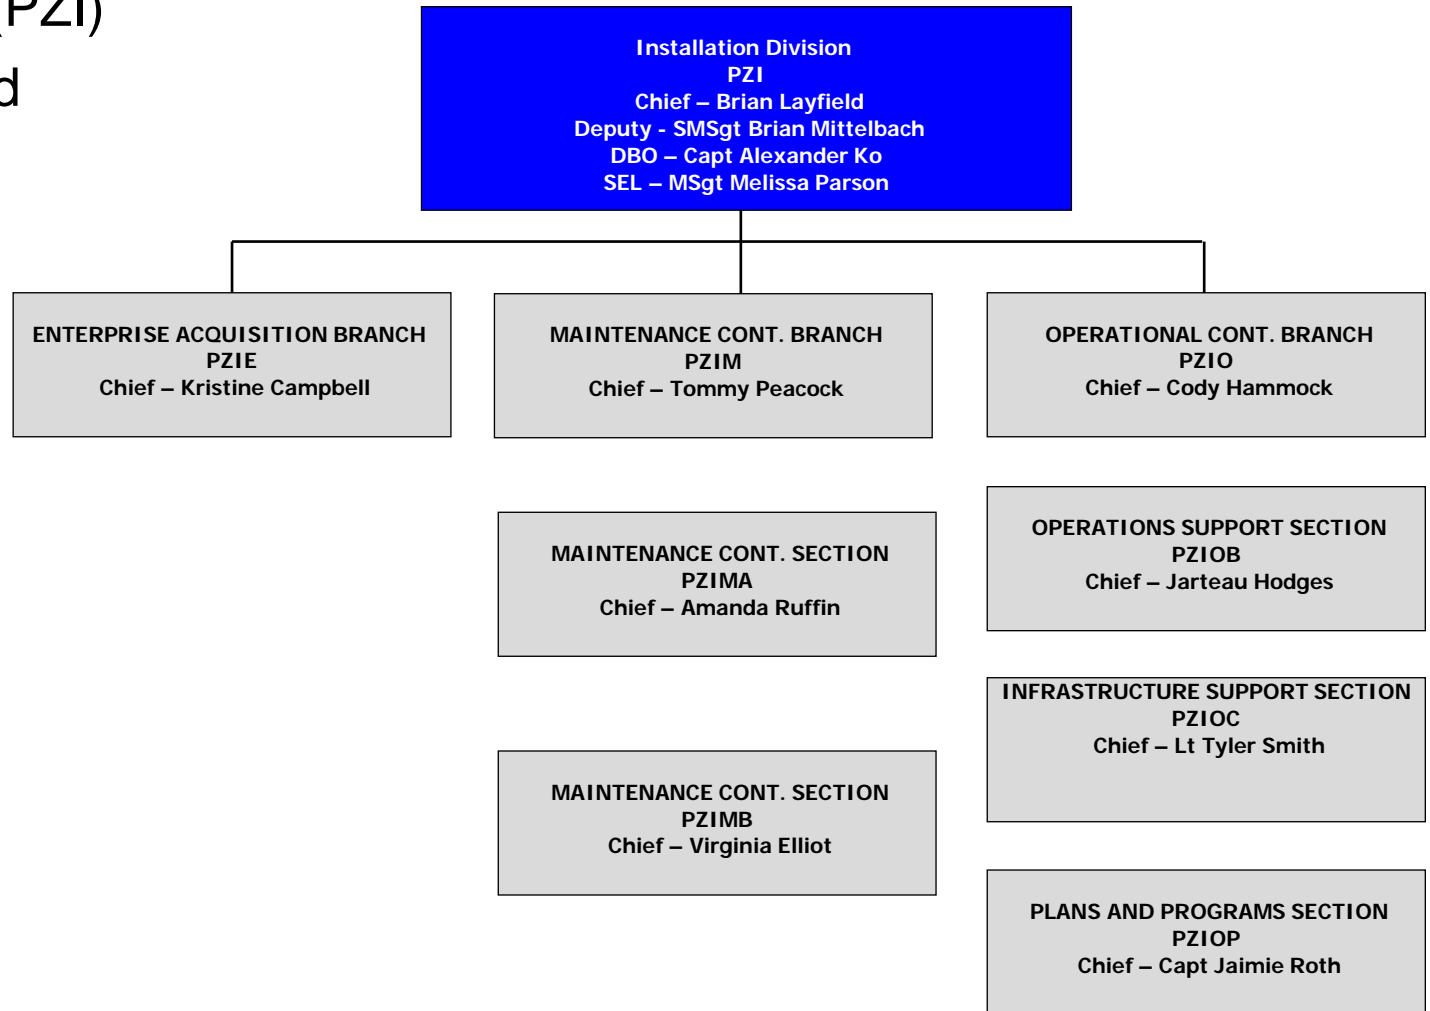 (PZI)
d
Installation Division
PZI
Chief – Brian Layfield
Deputy - SMSgt Brian Mittelbach
DBO – Capt Alexander Ko
SEL – MSgt Melissa Parson
ENTERPRISE ACQUISITION BRANCH
PZIE
Chief – Kristine Campbell
MAINTENANCE CONT. BRANCH
PZIM
Chief – Tommy Peacock
OPERATIONAL CONT. BRANCH
PZIO
Chief – Cody Hammock
MAINTENANCE CONT. SECTION
PZIMA
Chief – Amanda Ruffin
MAINTENANCE CONT. SECTION
PZIMB
Chief – Virginia Elliot
OPERATIONS SUPPORT SECTION
PZIOB
Chief – Jarteau Hodges
INFRASTRUCTURE SUPPORT SECTION
PZIOC
Chief – Lt Tyler Smith
PLANS AND PROGRAMS SECTION
PZIOP
Chief – Capt Jaimie Roth